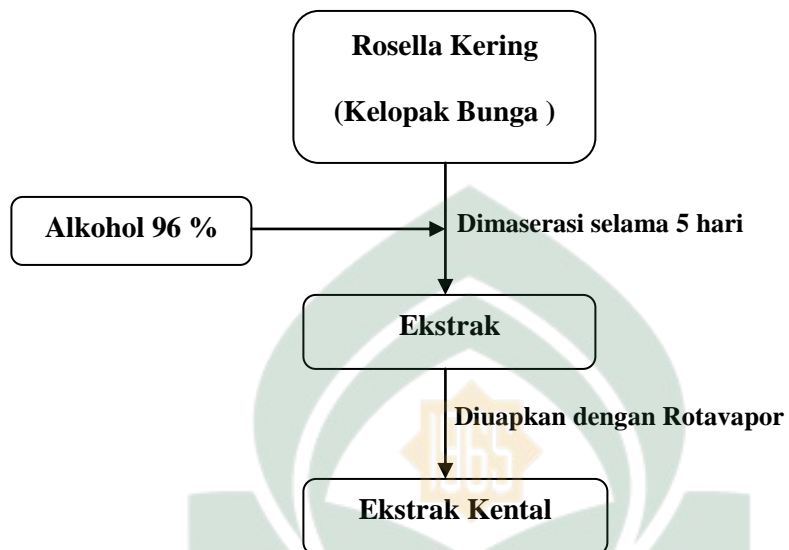 Rosella Kering
(Kelopak Bunga )
Alkohol 96 %
Dimaserasi selama 5 hari
Ekstrak
Diuapkan dengan Rotavapor
Ekstrak Kental